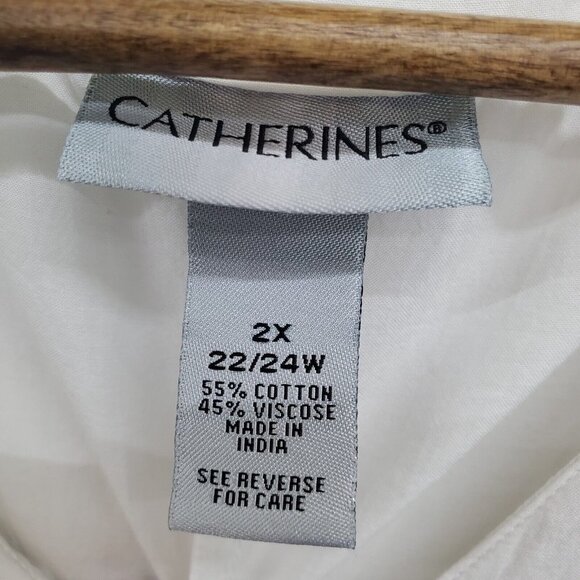 CATHERINES®
2X
22/24W
55% COTTON
45% VISCOSE
MADE IN
INDIA
SEE REVERSE
FOR CARE